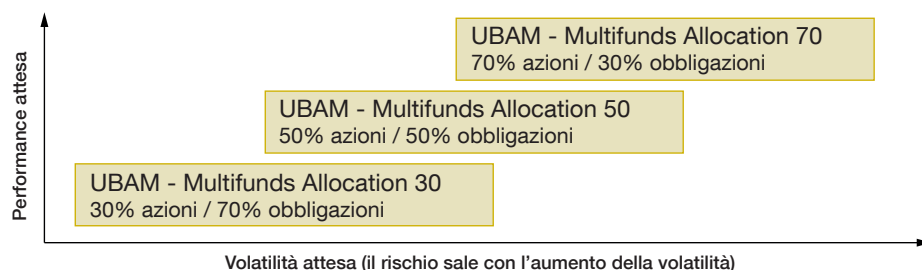 UBAM - Multifunds Allocation 70
70% azioni / 30% obbligazioni
UBAM - Multifunds Allocation 50
50% azioni / 50% obbligazioni
UBAM - Multifunds Allocation 30
30% azioni / 70% obbligazioni
Performance attesa
Volatilità attesa (il rischio sale con l’aumento della volatilità)